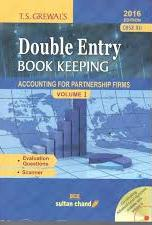 T.S. GREWAL'S
2016
EDITION
CBSE XII
Double Entry
BOOK KEEPING
ACCOUNTING FOR PARTNERSHIP FIRMS
VOLUME I
Evaluation
Questions
Scanner
sultan chand